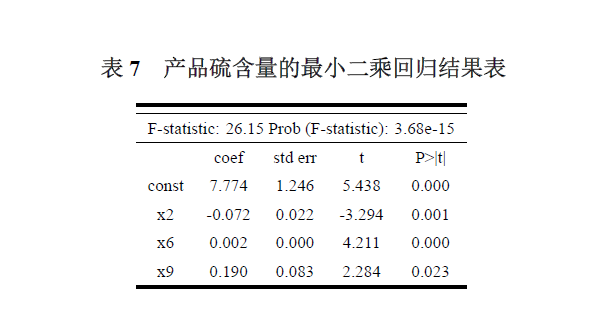 表 7 产品硫含量的最小二乘回归结果表
F-statistic: 26.15 Prob (F-statistic): 3.68e-15
coef std err t P>|t|
const 7.774 1.246 5.438 0.000
x2 -0.072 0.022 -3.294 0.001
x6 0.002 0.000 4.211 0.000
x9 0.190 0.083 2.284 0.023